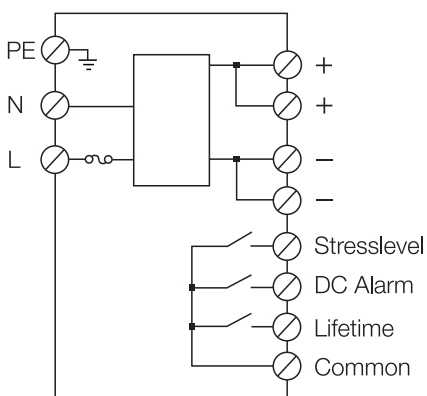 PE
N
L
+
+
–
–
Stresslevel
DC Alarm
Lifetime
Common